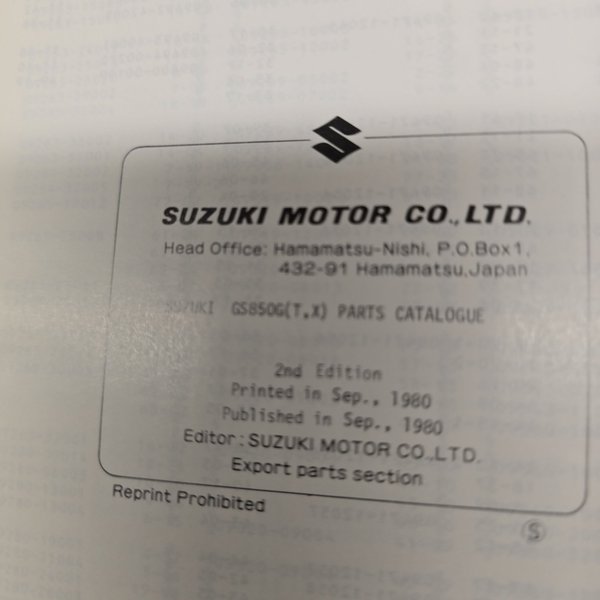 SUZUKI MOTOR CO.,LTD.
Head Office: Hamamatsu-Nishi, P.O.Box1,
432-91 Hamamatsu,Japan
SUZUKI GS850G(T,X) PARTS CATALOGUE
2nd Edition
Printed in Sep., 1980
Published in Sep., 1980
Editor : SUZUKI MOTOR CO.,LTD.
Export parts section
Reprint Prohibited
S